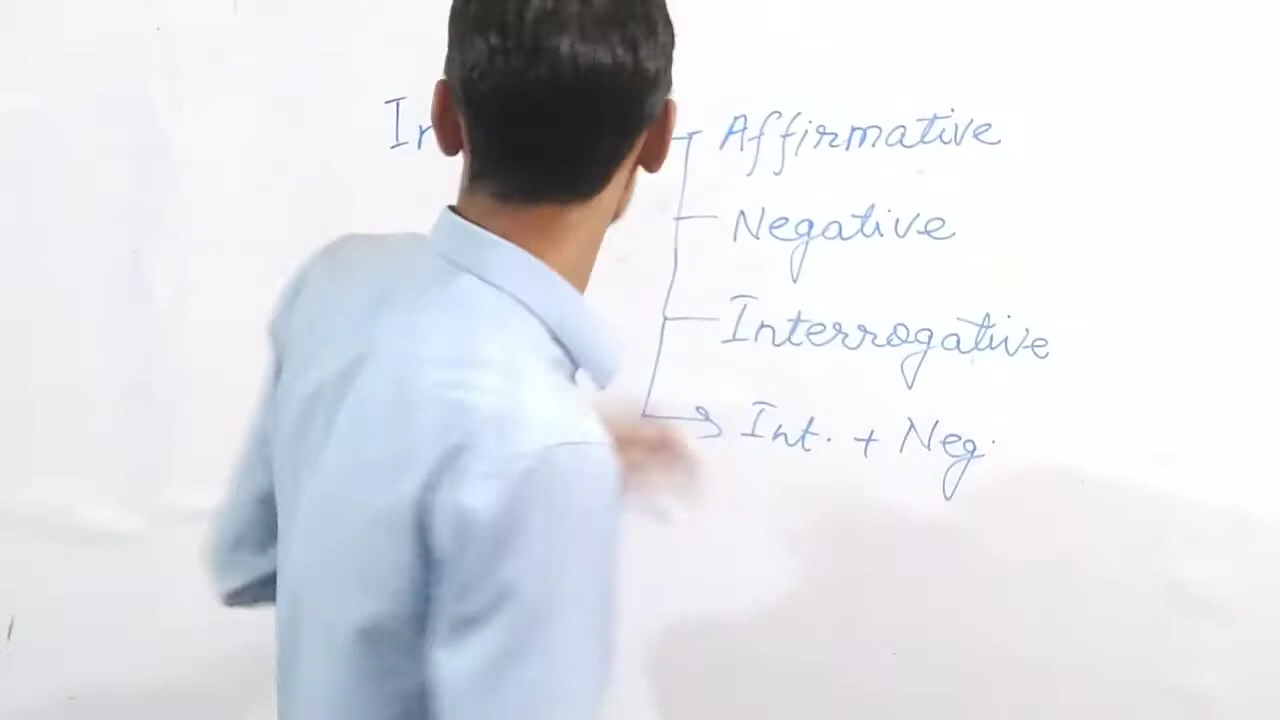 Affirmative
Negative
Interrogative
Int. + Neg.